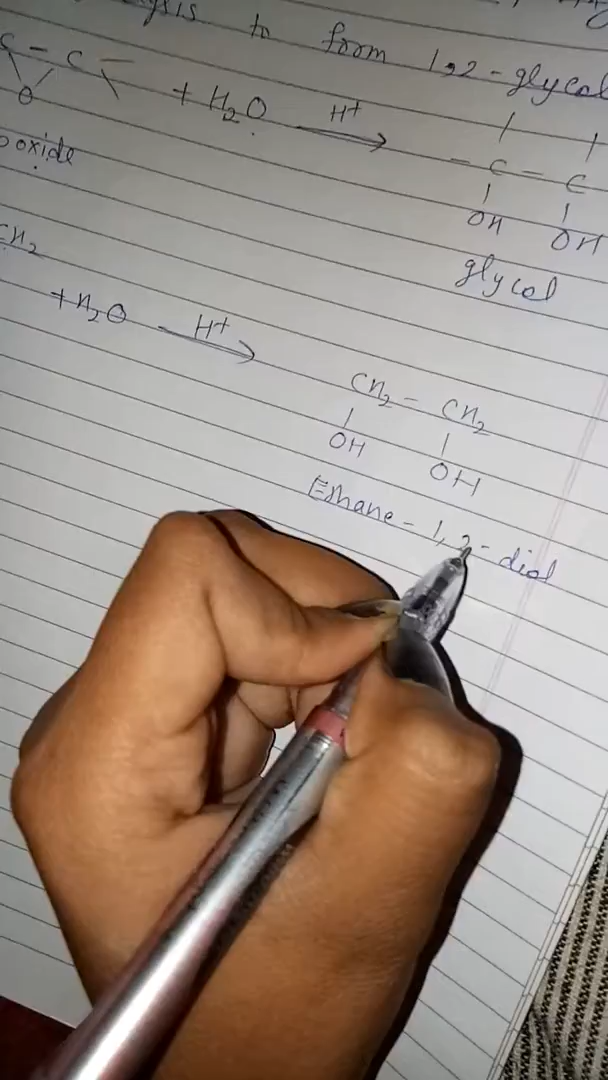 to form 1,2-glycol
C - C
O
+ H2O H+
- C - C
OH OH
oxide
glycol
CH2
+ H2O H+
CH2 - CH2
OH OH
Ethane - 1,2 - diol